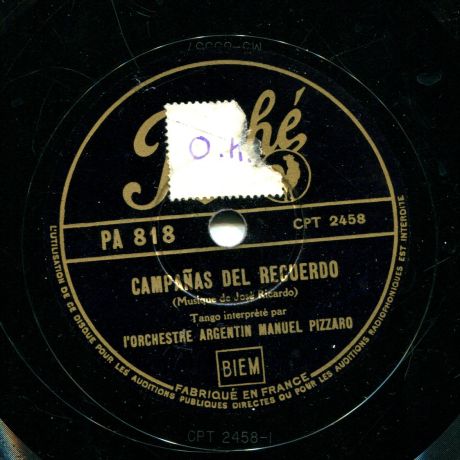 Pathé
O.K.
PA 818
CPT 2458
CAMPAÑAS DEL RECUERDO
(Musique de José Ricardo)
Tango interprété par
l'ORCHESTRE ARGENTIN MANUEL PIZZARO
BIEM
FABRIQUÉ EN FRANCE
L'UTILISATION DE CE DISQUE POUR LES AUDITIONS PUBLIQUES DIRECTES OU POUR LES AUDITIONS RADIOPHONIQUES EST INTERDITE
CPT 2458-1